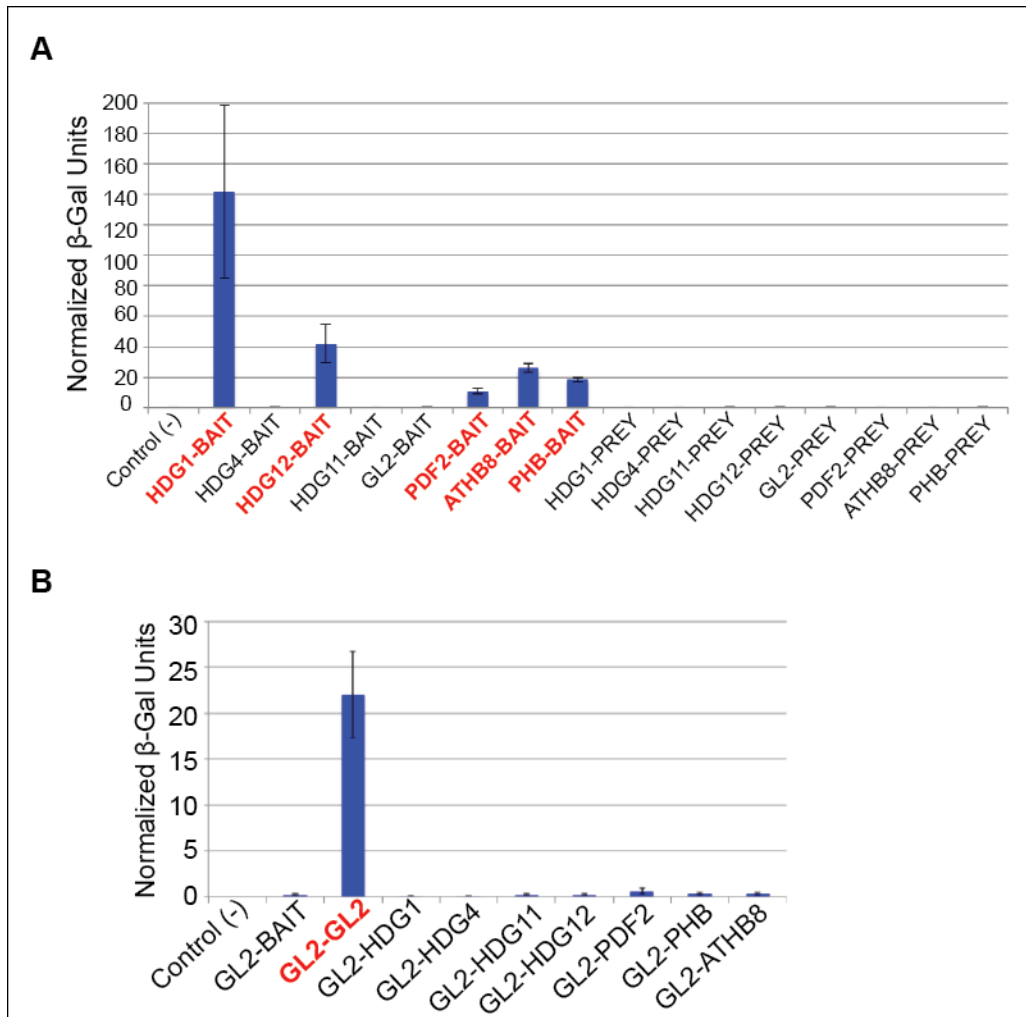 A
Normalized β-Gal Units
200
180
160
140
120
100
80
60
40
20
0
Control (-)
HDG1-BAIT
HDG4-BAIT
HDG12-BAIT
HDG11-BAIT
GL2-BAIT
PDF2-BAIT
ATHB8-BAIT
PHB-BAIT
HDG1-PREY
HDG4-PREY
HDG11-PREY
HDG12-PREY
GL2-PREY
PDF2-PREY
ATHB8-PREY
PHB-PREY
B
Normalized β-Gal Units
30
25
20
15
10
5
0
Control (-)
GL2-BAIT
GL2-GL2
GL2-HDG1
GL2-HDG4
GL2-HDG11
GL2-HDG12
GL2-PDF2
GL2-PHB
GL2-ATHB8